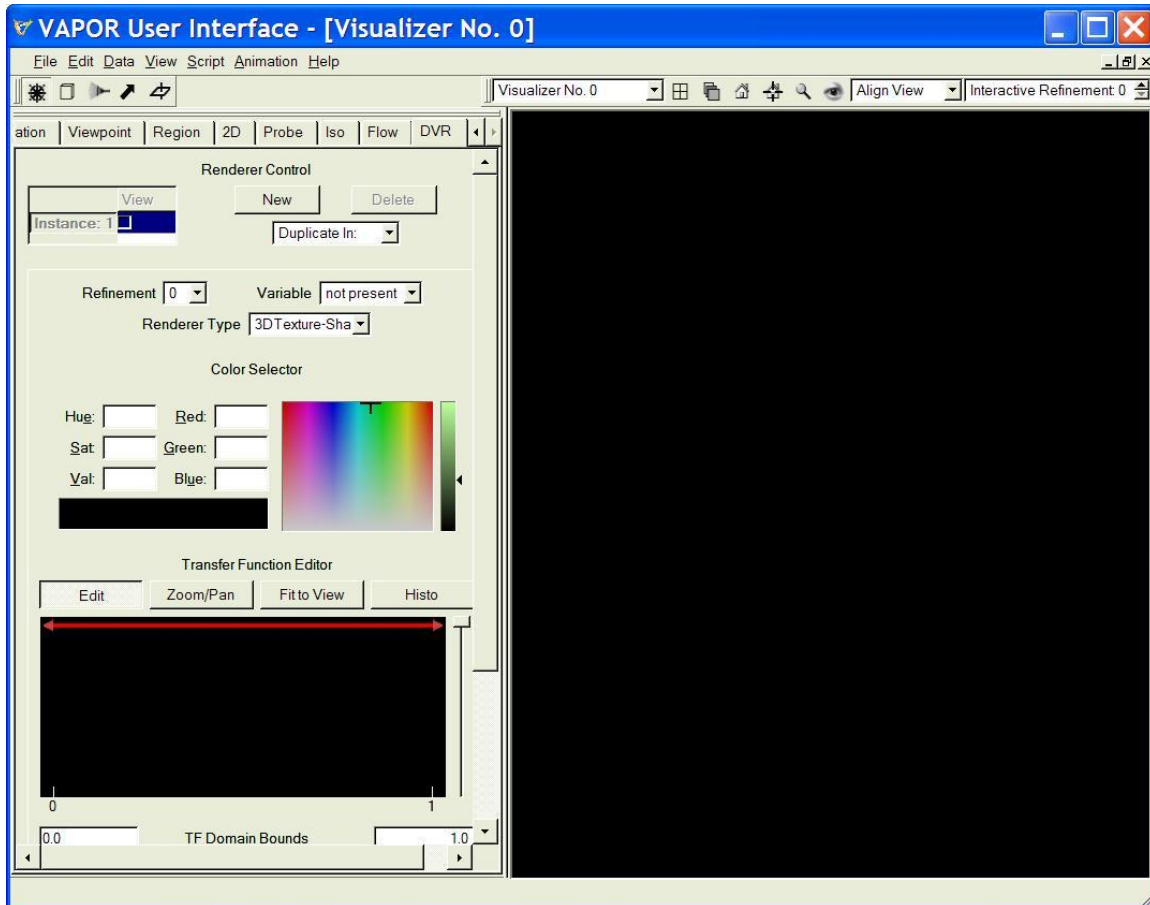 VAPOR User Interface - [Visualizer No. 0]
File Edit Data View Script Animation Help
Visualizer No. 0 Align View Interactive Refinement: 0
ation Viewpoint Region 2D Probe Iso Flow DVR
Renderer Control
View New Delete
Instance: 1
Duplicate In:
Refinement 0 Variable not present
Renderer Type 3DTexture-Sha
Color Selector
Hue: Red:
Sat: Green:
Val: Blue:
Transfer Function Editor
Edit Zoom/Pan Fit to View Histo
0 1
0.0 TF Domain Bounds 1.0